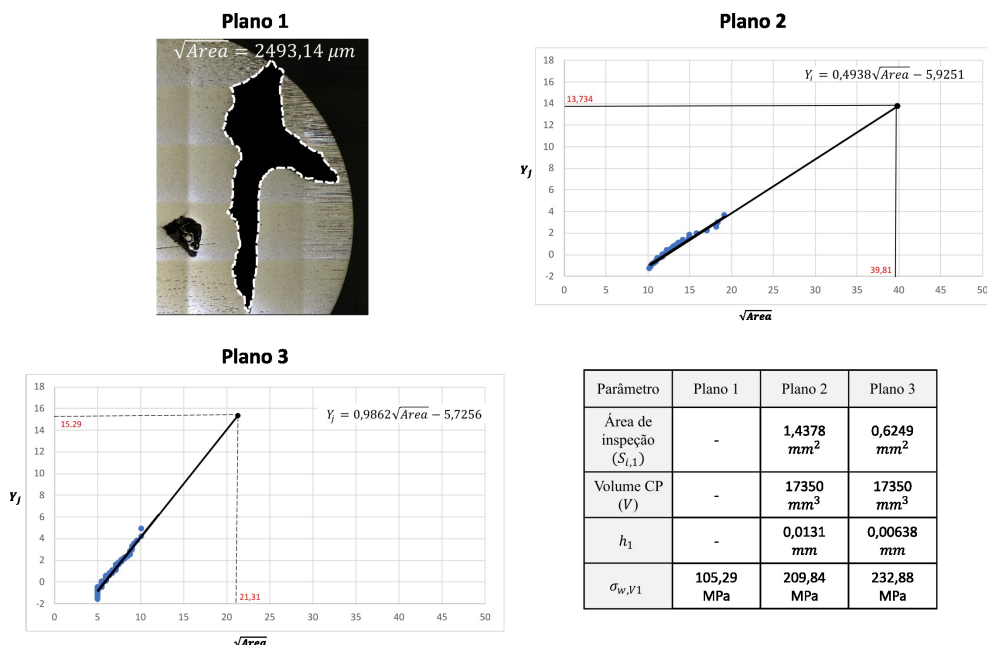 Plano 1
√Area = 2493,14 μm
Plano 2
Y_i = 0,4938√Area − 5,9251
18
16
14
12
10
8
6
4
2
0
-2
13,734
39,81
Y_J
0 5 10 15 20 25 30 35 40 45 50
√Area
Plano 3
Y_j = 0,9862√Area − 5,7256
18
16
14
12
10
8
6
4
2
0
-2
15.29
21,31
Y_J
0 5 10 15 20 25 30 35 40 45 50
√Area
Parâmetro Plano 1 Plano 2 Plano 3
Área de
inspeção
(S_{i,1})
-
1,4378
mm²
0,6249
mm²
Volume CP
(V)
-
17350
mm³
17350
mm³
h₁
-
0,0131
mm
0,00638
mm
σ_{w,V1}
105,29
MPa
209,84
MPa
232,88
MPa